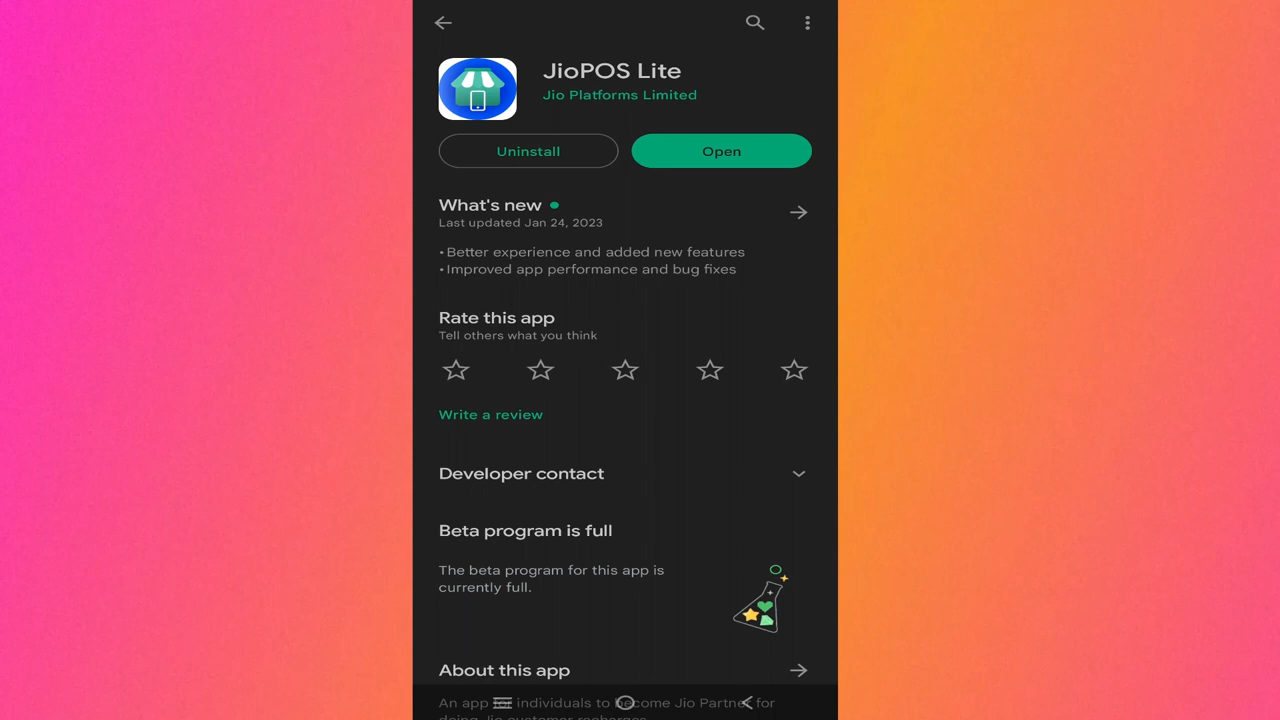 JioPOS Lite
Jio Platforms Limited
Uninstall
Open
What's new
Last updated Jan 24, 2023
• Better experience and added new features
• Improved app performance and bug fixes
Rate this app
Tell others what you think
Write a review
Developer contact
Beta program is full
The beta program for this app is
currently full.
About this app
An app for individuals to become Jio Partner for
doing Jio customer recharges